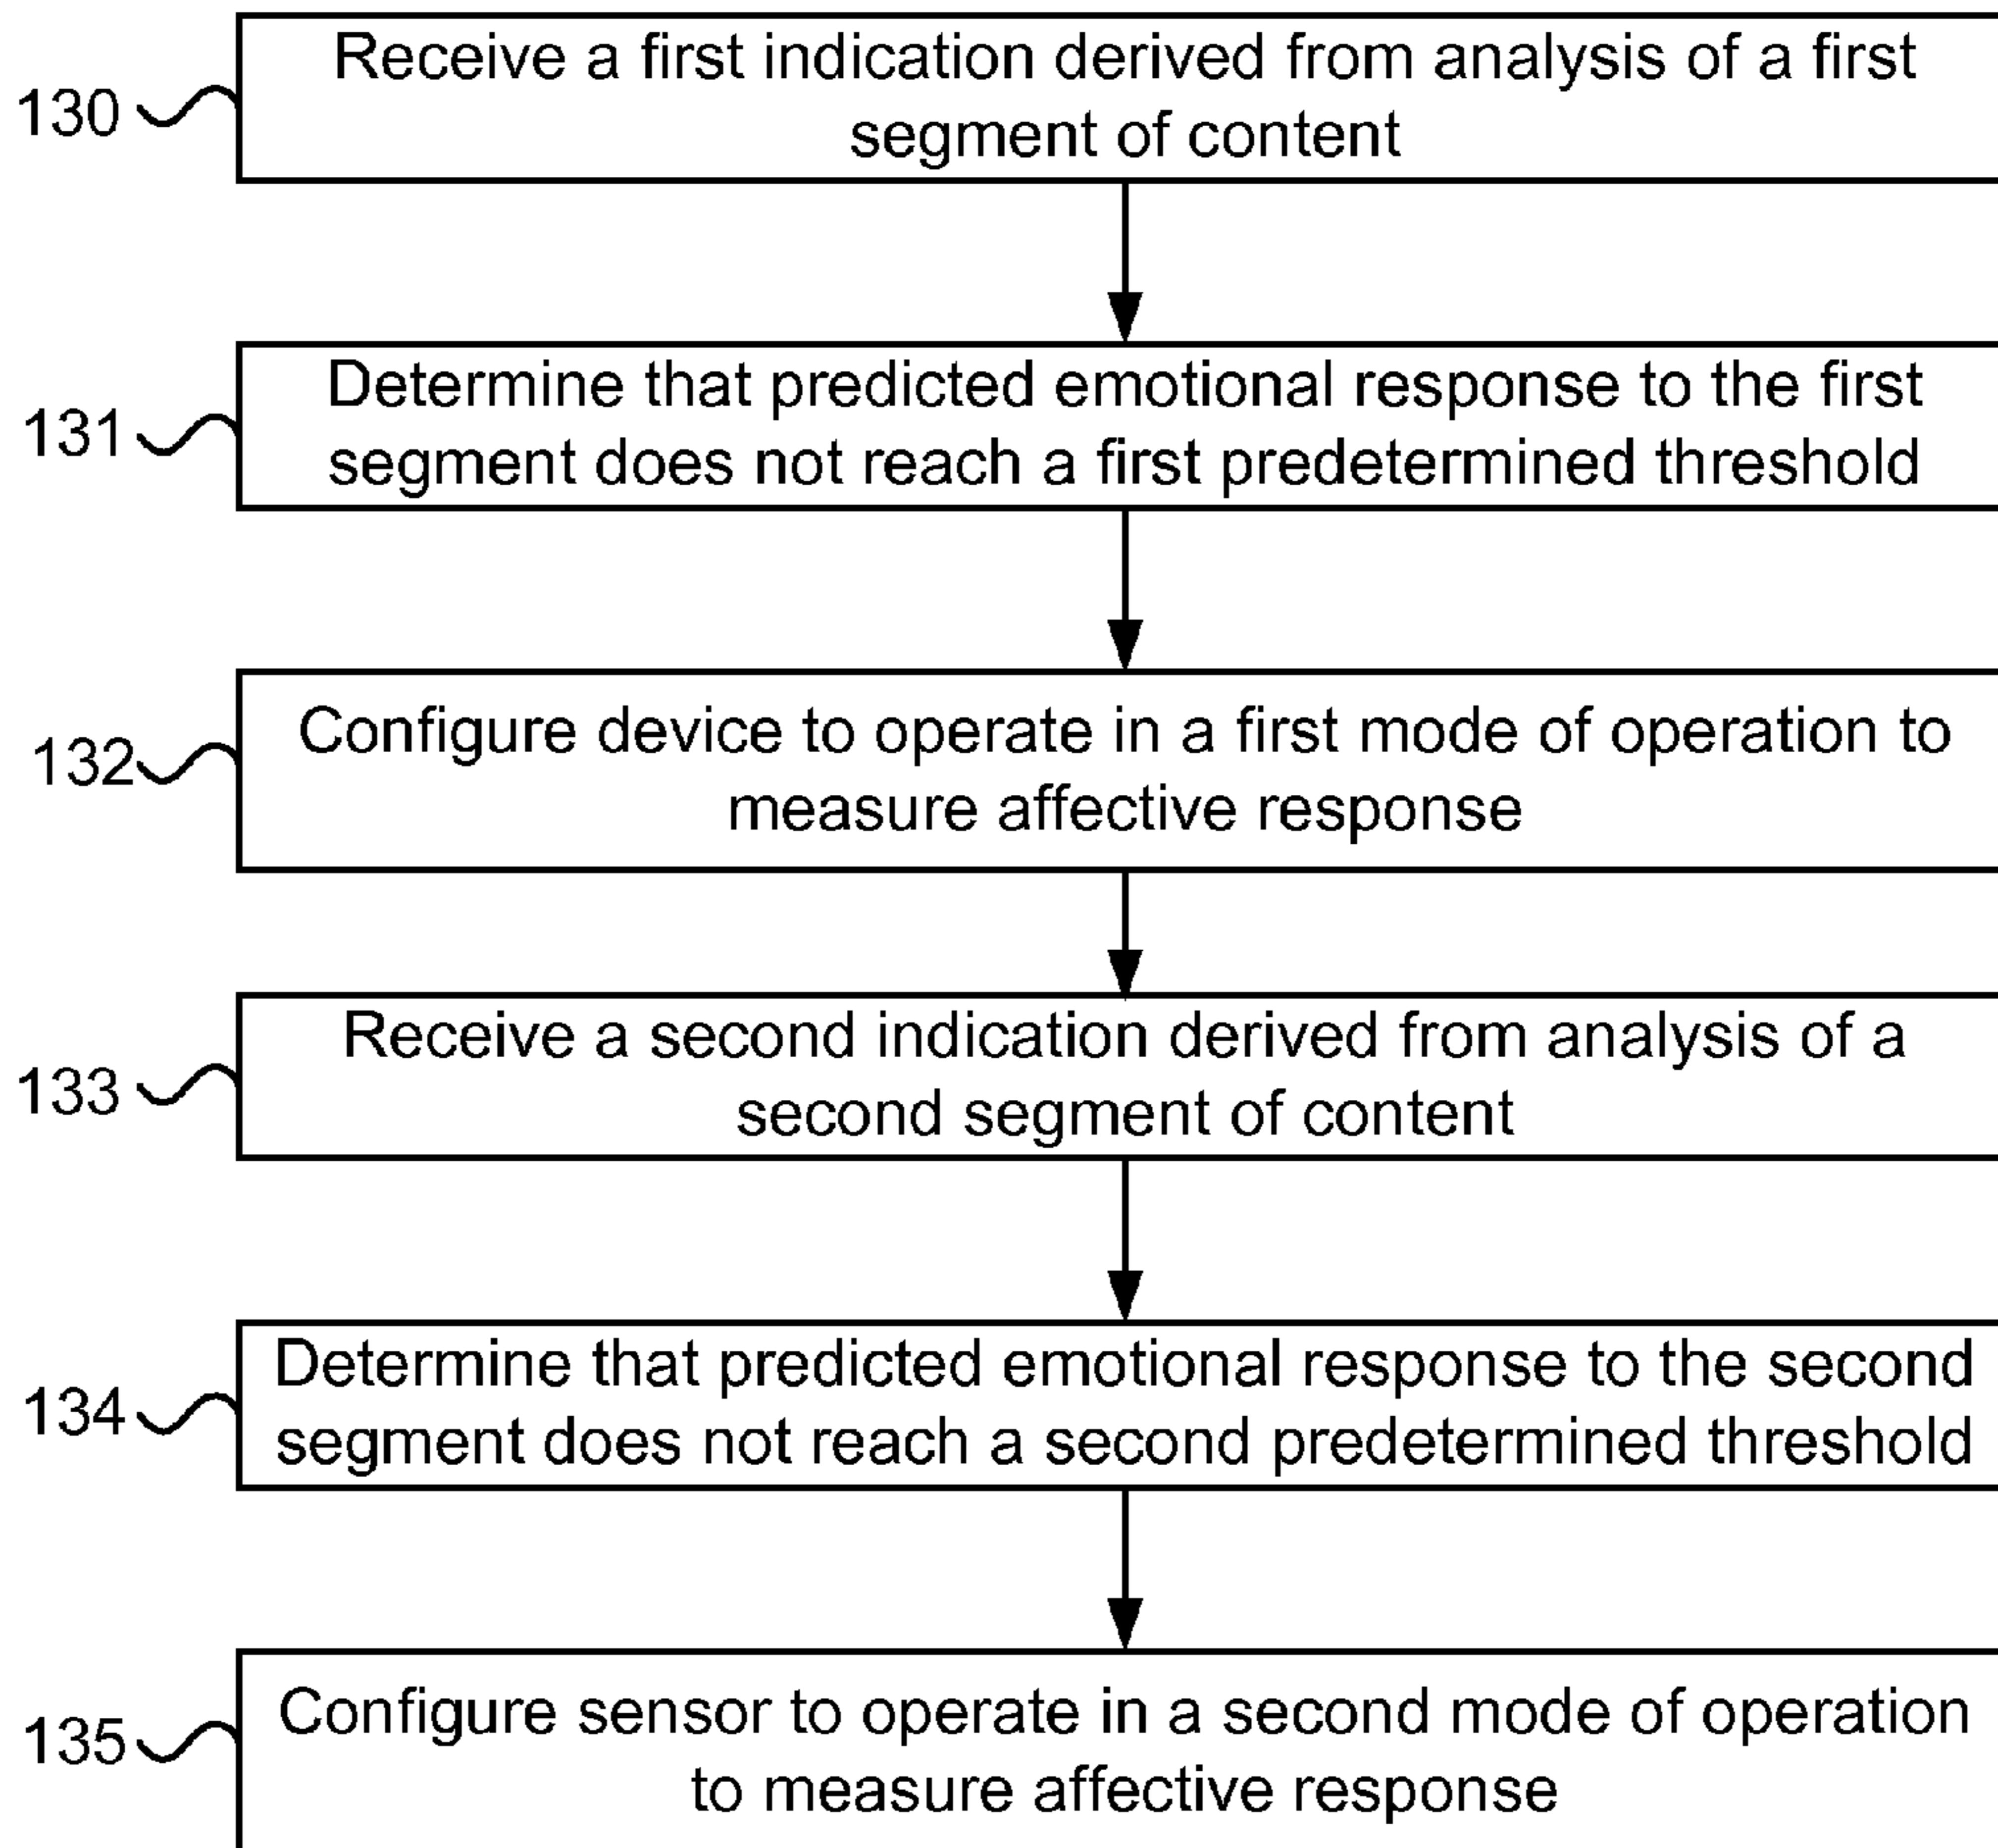 Receive a first indication derived from analysis of a first
segment of content
130
Determine that predicted emotional response to the first
segment does not reach a first predetermined threshold
131
Configure device to operate in a first mode of operation to
measure affective response
132
Receive a second indication derived from analysis of a
second segment of content
133
Determine that predicted emotional response to the second
segment does not reach a second predetermined threshold
134
Configure sensor to operate in a second mode of operation
to measure affective response
135